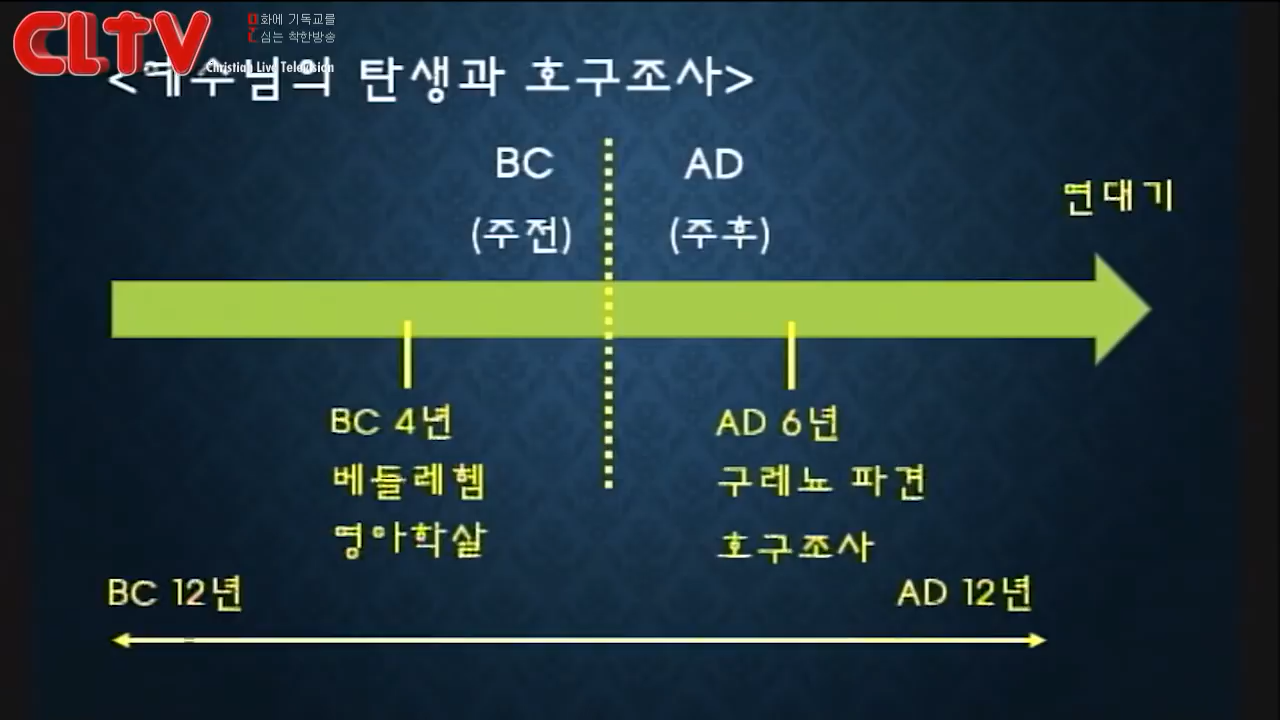 CLTV
문화에 기독교를
심는 착한방송
Christian Live Television
<예수님의 탄생과 호구조사>
BC
AD
(주전)
(주후)
연대기
BC 4년
베들레헴
영아학살
AD 6년
구레뇨 파견
호구조사
BC 12년
AD 12년